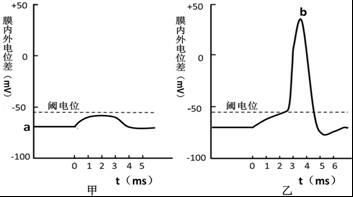 膜内外电位差(mV)
+50
0
阈电位
-50
a
-100
0 1 2 3 4 5
t(ms)
甲
膜内外电位差(mV)
+50
b
0
阈电位
-50
-100
0 1 2 3 4 5 6 7
t(ms)
乙